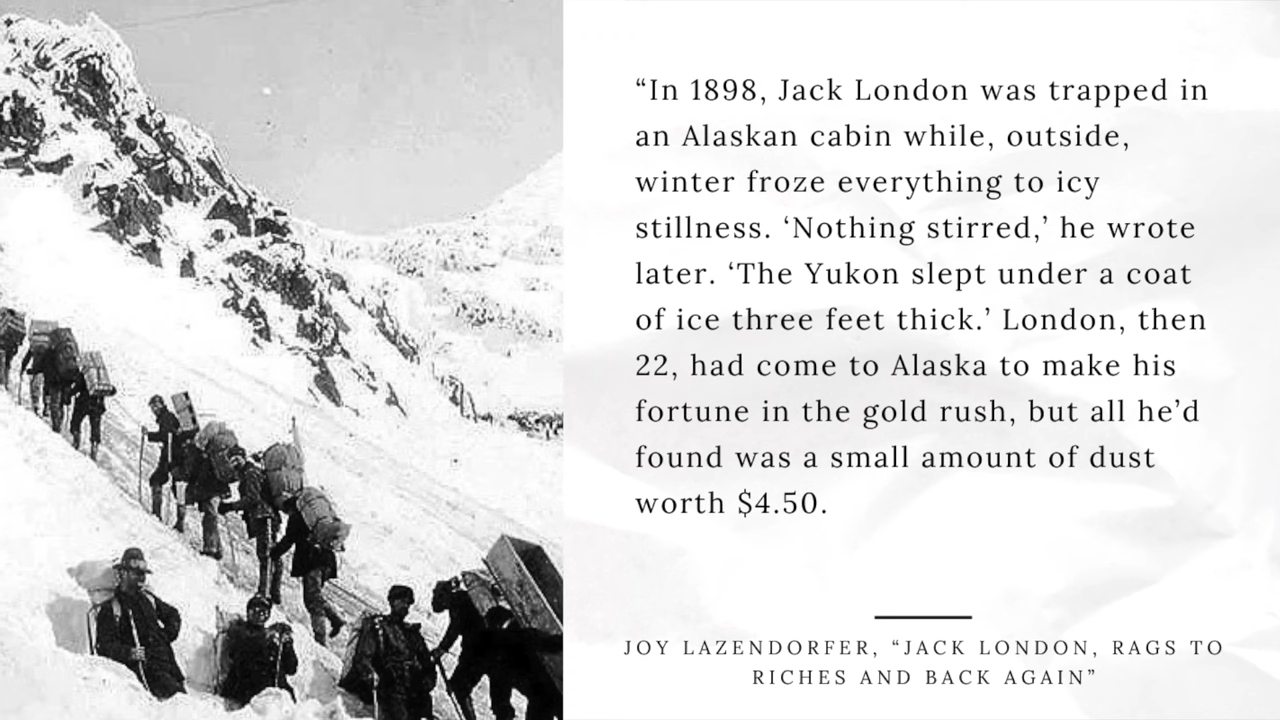 “In 1898, Jack London was trapped in
an Alaskan cabin while, outside,
winter froze everything to icy
stillness. ‘Nothing stirred,’ he wrote
later. ‘The Yukon slept under a coat
of ice three feet thick.’ London, then
22, had come to Alaska to make his
fortune in the gold rush, but all he’d
found was a small amount of dust
worth $4.50.
JOY LAZENDORFER, “JACK LONDON, RAGS TO
RICHES AND BACK AGAIN”